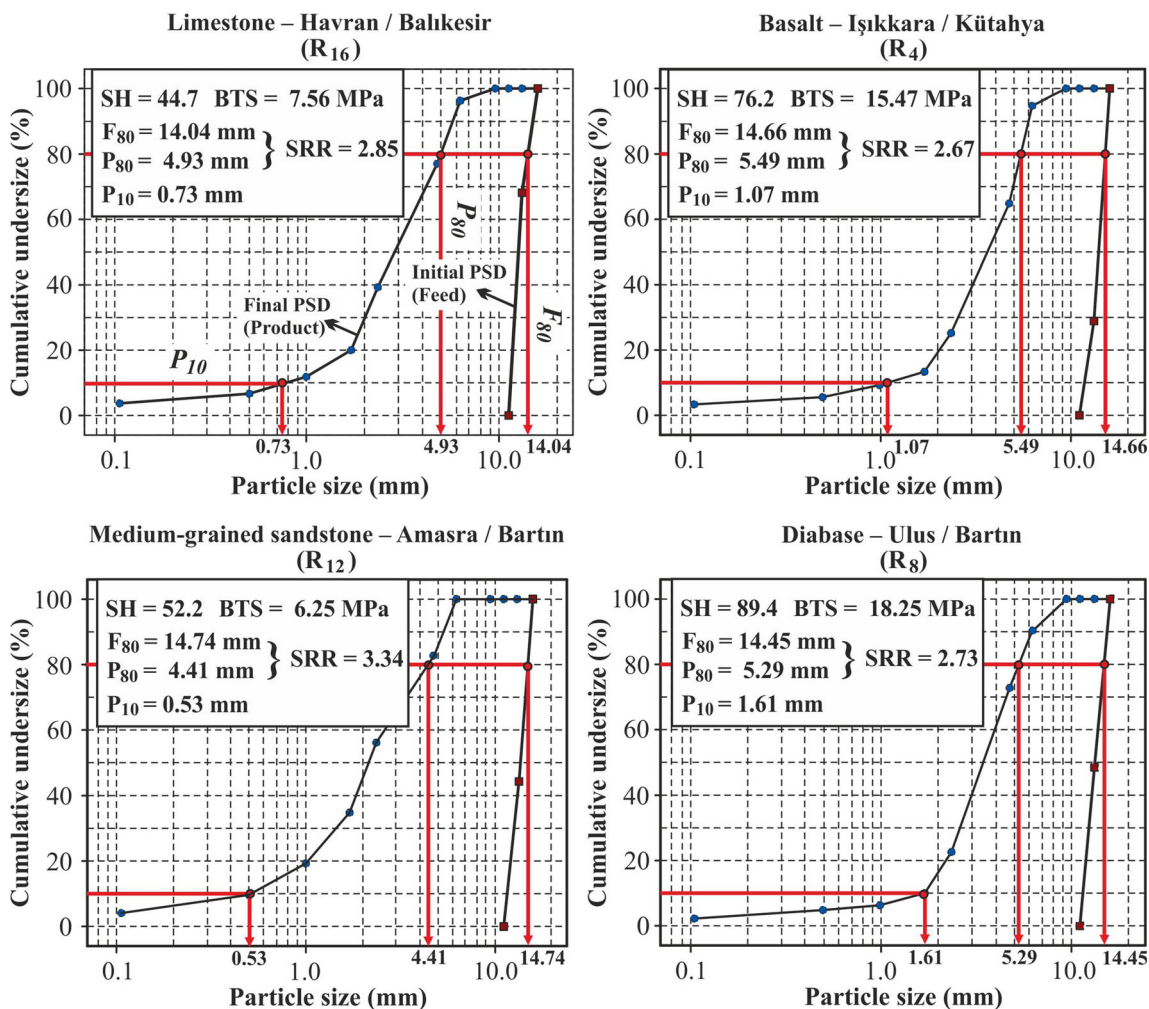 Limestone – Havran / Balıkesir
(R16)
SH = 44.7 BTS = 7.56 MPa
F80 = 14.04 mm
P80 = 4.93 mm
} SRR = 2.85
P10 = 0.73 mm
Cumulative undersize (%)
100
80
60
40
20
0
P80
Initial PSD
(Feed)
F80
Final PSD
(Product)
P10
0.73
4.93
14.04
0.1
1.0
10.0
Particle size (mm)
Basalt – Işıkkara / Kütahya
(R4)
SH = 76.2 BTS = 15.47 MPa
F80 = 14.66 mm
P80 = 5.49 mm
} SRR = 2.67
P10 = 1.07 mm
Cumulative undersize (%)
100
80
60
40
20
0
1.07
5.49
14.66
0.1
1.0
10.0
Particle size (mm)
Medium-grained sandstone – Amasra / Bartın
(R12)
SH = 52.2 BTS = 6.25 MPa
F80 = 14.74 mm
P80 = 4.41 mm
} SRR = 3.34
P10 = 0.53 mm
Cumulative undersize (%)
100
80
60
40
20
0
0.53
4.41
14.74
0.1
1.0
10.0
Particle size (mm)
Diabase – Ulus / Bartın
(R8)
SH = 89.4 BTS = 18.25 MPa
F80 = 14.45 mm
P80 = 5.29 mm
} SRR = 2.73
P10 = 1.61 mm
Cumulative undersize (%)
100
80
60
40
20
0
1.61
5.29
14.45
0.1
1.0
10.0
Particle size (mm)